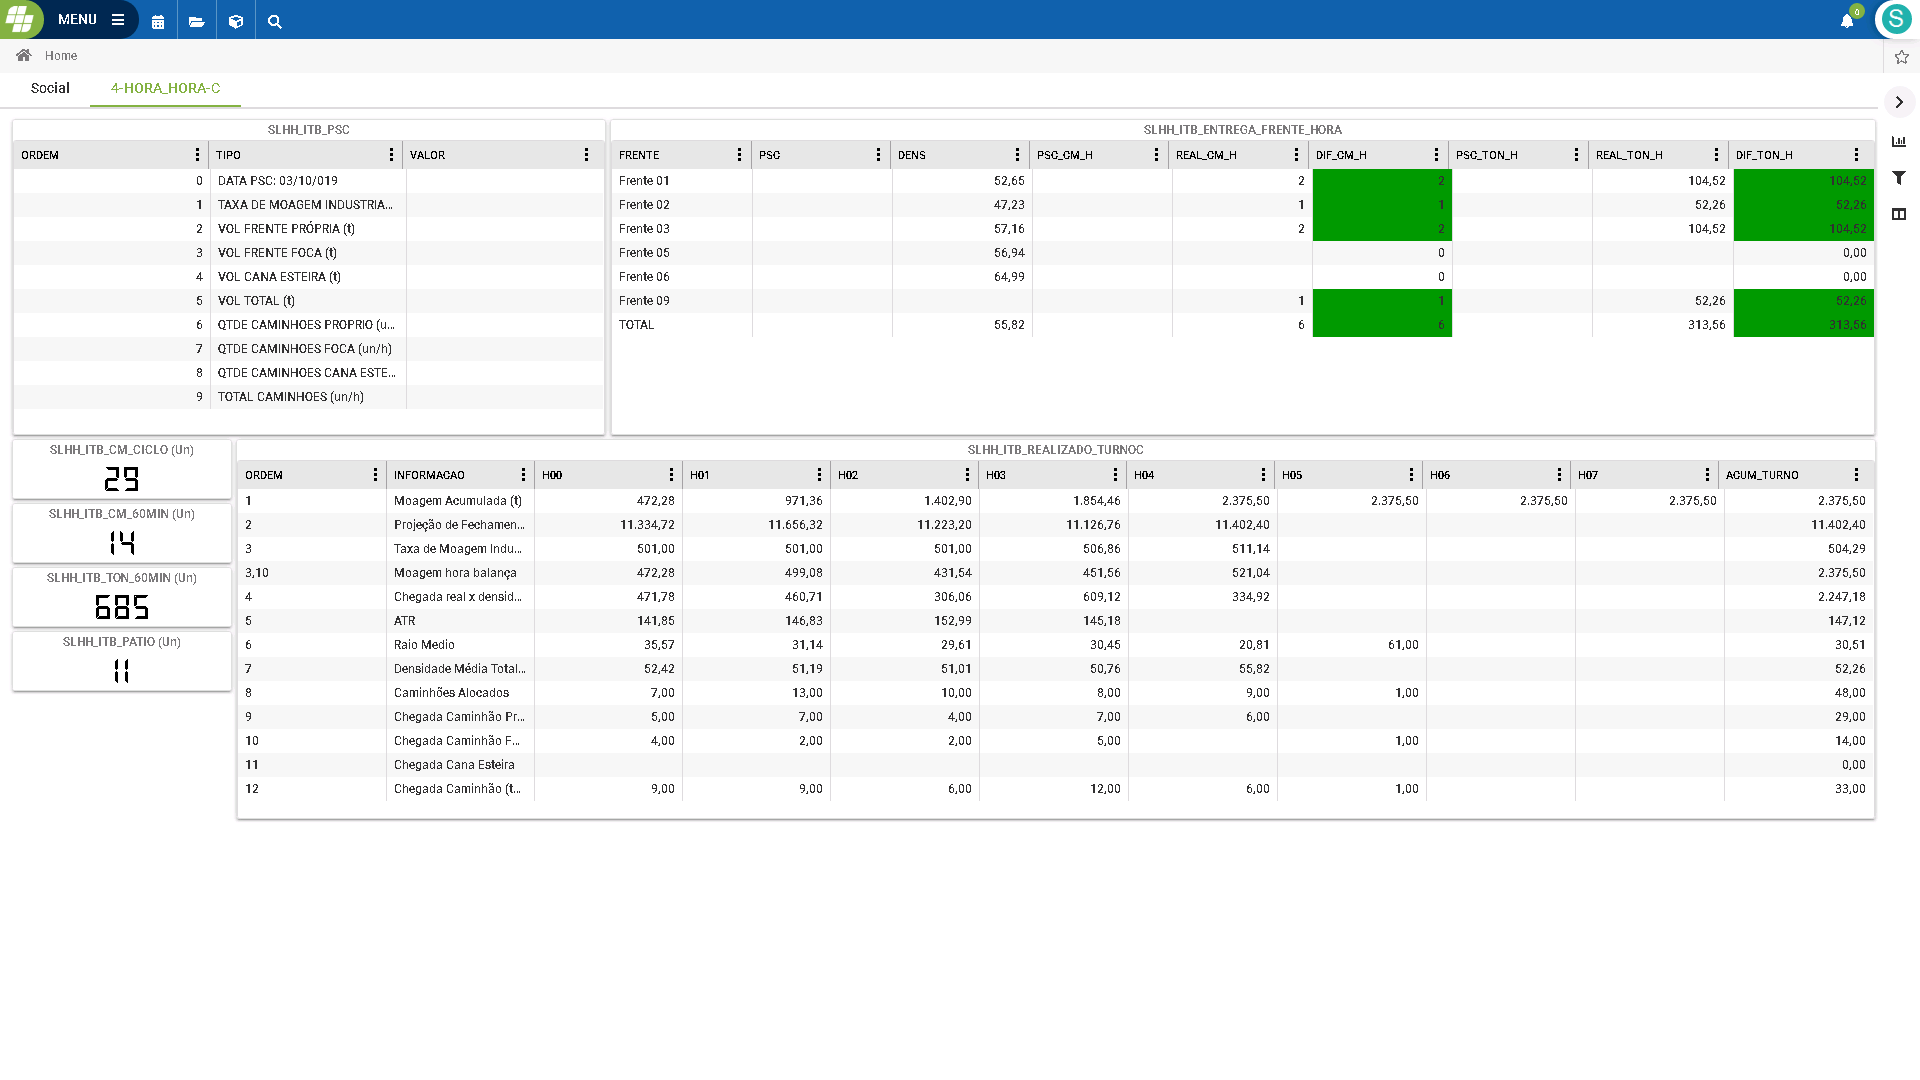 MENU
0
S
Home
Social 4-HORA_HORA-C
SLHH_ITB_PSC
ORDEM TIPO VALOR
0 DATA PSC: 03/10/019
1 TAXA DE MOAGEM INDUSTRIA...
2 VOL FRENTE PRÓPRIA (t)
3 VOL FRENTE FOCA (t)
4 VOL CANA ESTEIRA (t)
5 VOL TOTAL (t)
6 QTDE CAMINHOES PROPRIO (u...
7 QTDE CAMINHOES FOCA (un/h)
8 QTDE CAMINHOES CANA ESTE...
9 TOTAL CAMINHOES (un/h)
SLHH_ITB_ENTREGA_FRENTE_HORA
FRENTE PSC DENS PSC_CM_H REAL_CM_H DIF_CM_H PSC_TON_H REAL_TON_H DIF_TON_H
Frente 01 52,65 2 2 104,52 104,52
Frente 02 47,23 1 1 52,26 52,26
Frente 03 57,16 2 2 104,52 104,52
Frente 05 56,94 0 0,00
Frente 06 64,99 0 0,00
Frente 09 1 1 52,26 52,26
TOTAL 55,82 6 6 313,56 313,56
SLHH_ITB_CM_CICLO (Un)
29
SLHH_ITB_CM_60MIN (Un)
14
SLHH_ITB_TON_60MIN (Un)
685
SLHH_ITB_PATIO (Un)
11
SLHH_ITB_REALIZADO_TURNOC
ORDEM INFORMACAO H00 H01 H02 H03 H04 H05 H06 H07 ACUM_TURNO
1 Moagem Acumulada (t) 472,28 971,36 1.402,90 1.854,46 2.375,50 2.375,50 2.375,50 2.375,50 2.375,50
2 Projeção de Fechamen... 11.334,72 11.656,32 11.223,20 11.126,76 11.402,40 11.402,40
3 Taxa de Moagem Indu... 501,00 501,00 501,00 506,86 511,14 504,29
3,10 Moagem hora balança 472,28 499,08 431,54 451,56 521,04 2.375,50
4 Chegada real x densid... 471,78 460,71 306,06 609,12 334,92 2.247,18
5 ATR 141,85 146,83 152,99 145,18 147,12
6 Raio Medio 35,57 31,14 29,61 30,45 20,81 61,00 30,51
7 Densidade Média Total... 52,42 51,19 51,01 50,76 55,82 52,26
8 Caminhões Alocados 7,00 13,00 10,00 8,00 9,00 1,00 48,00
9 Chegada Caminhão Pr... 5,00 7,00 4,00 7,00 6,00 29,00
10 Chegada Caminhão F... 4,00 2,00 2,00 5,00 1,00 14,00
11 Chegada Cana Esteira 0,00
12 Chegada Caminhão (t... 9,00 9,00 6,00 12,00 6,00 1,00 33,00